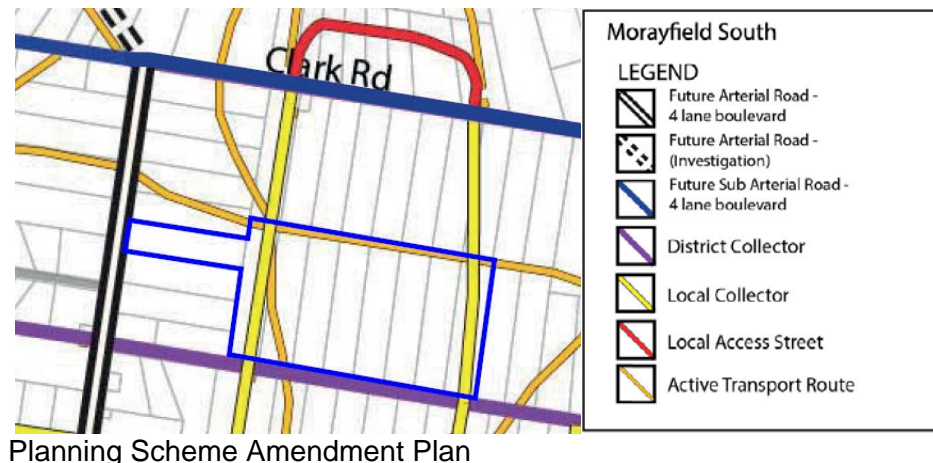 Clark Rd
Morayfield South
LEGEND
Future Arterial Road -
4 lane boulevard
Future Arterial Road -
(Investigation)
Future Sub Arterial Road -
4 lane boulevard
District Collector
Local Collector
Local Access Street
Active Transport Route
Planning Scheme Amendment Plan